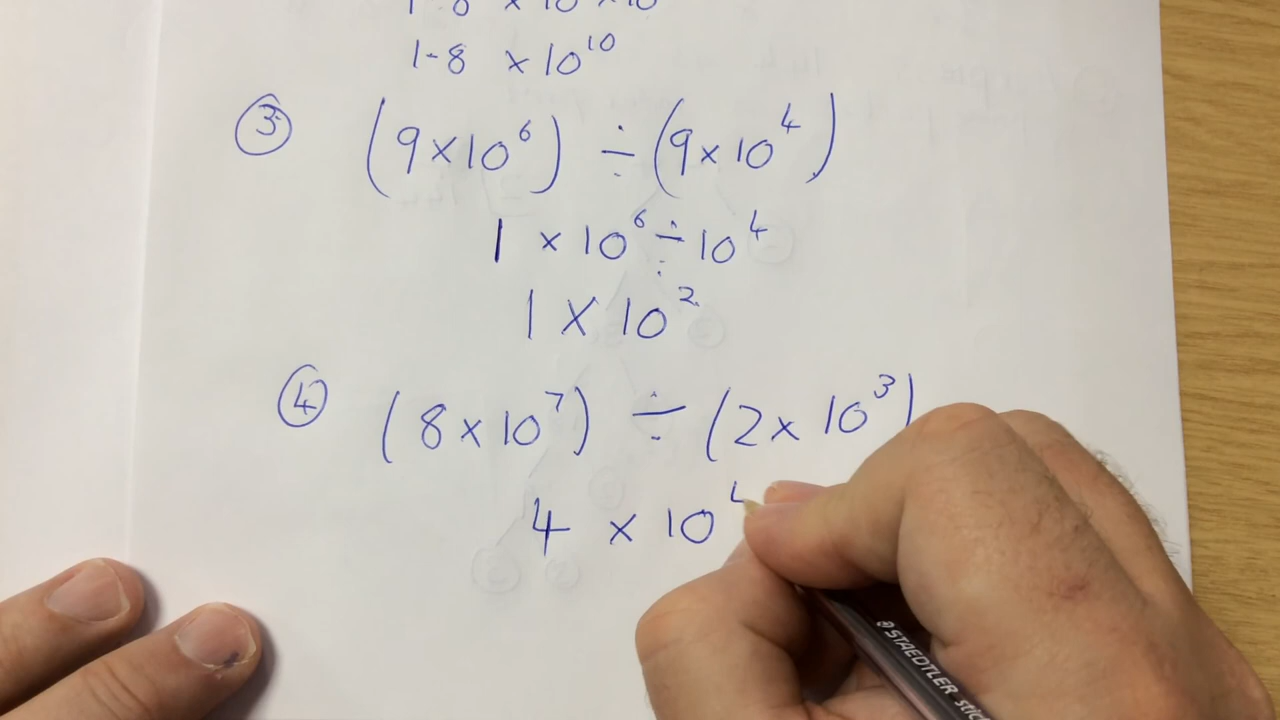 1.8 × 10¹⁰
③ (9×10⁶) ÷ (9×10⁴)
1 × 10⁶ ÷ 10⁴
1 × 10²
④ (8×10⁷) ÷ (2×10³)
4 × 10⁴
STAEDTLER stick